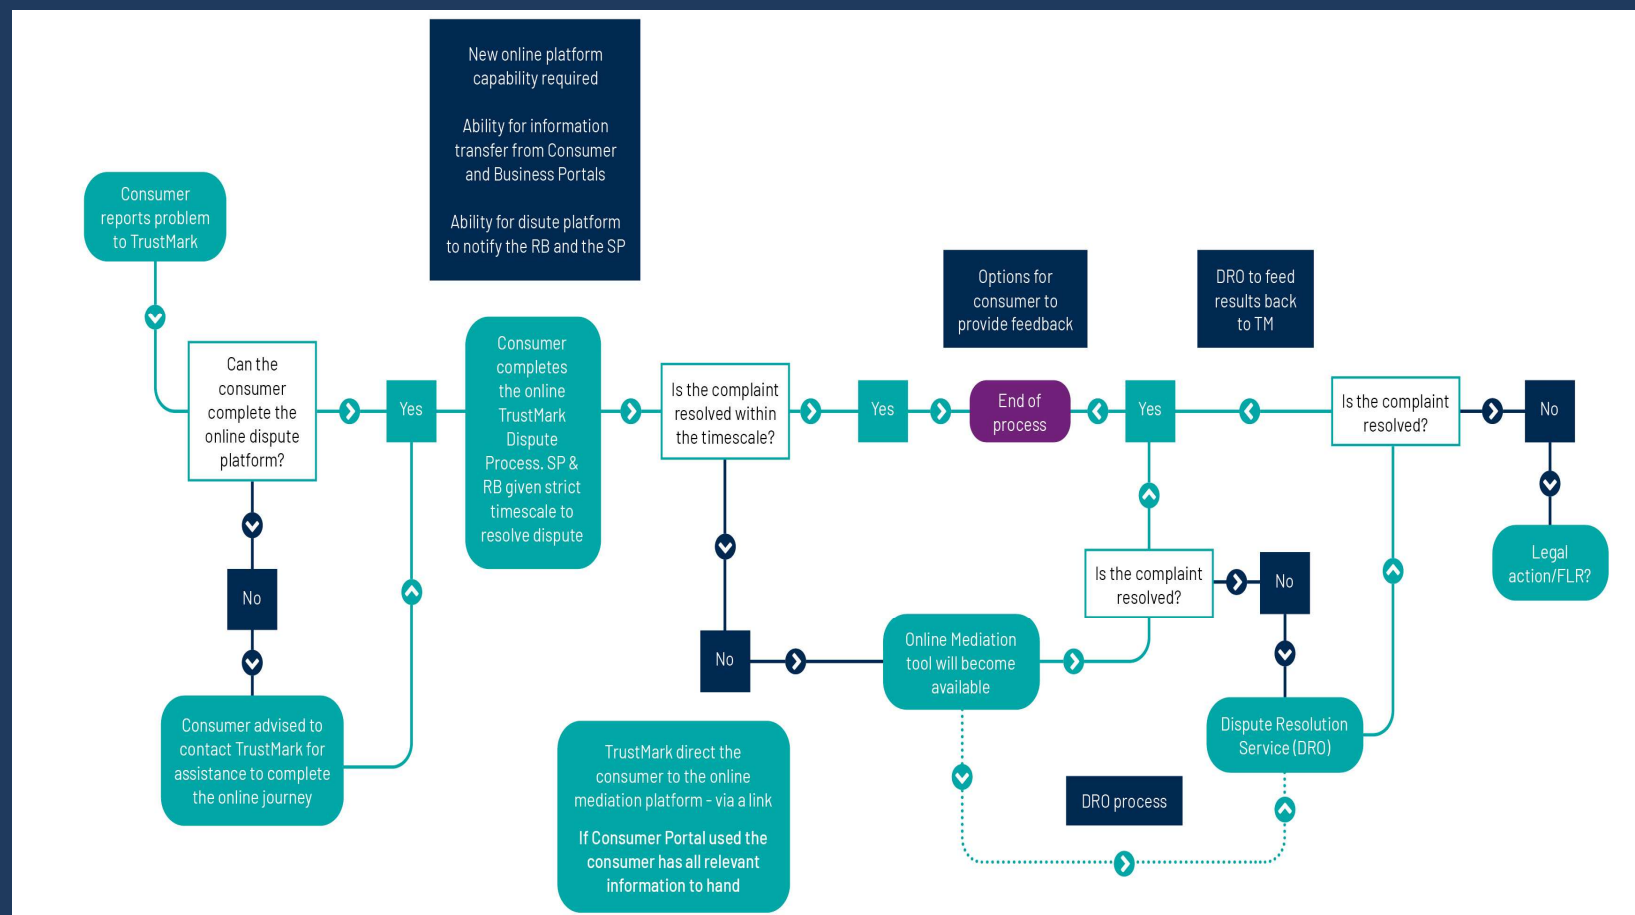 New online platform
capability required
Ability for information
transfer from Consumer
and Business Portals
Ability for disute platform
to notify the RB and the SP
Consumer
reports problem
to TrustMark
Can the
consumer
complete the
online dispute
platform?
Yes
No
Consumer advised to
contact TrustMark for
assistance to complete
the online journey
Consumer
completes
the online
TrustMark
Dispute
Process. SP &
RB given strict
timescale to
resolve dispute
Is the complaint
resolved within
the timescale?
Yes
No
TrustMark direct the
consumer to the online
mediation platform - via a link
If Consumer Portal used the
consumer has all relevant
information to hand
Options for
consumer to
provide feedback
End of
process
Online Mediation
tool will become
available
Is the complaint
resolved?
Yes
No
DRO process
Dispute Resolution
Service (DRO)
DRO to feed
results back
to TM
Is the complaint
resolved?
No
Legal
action/FLR?